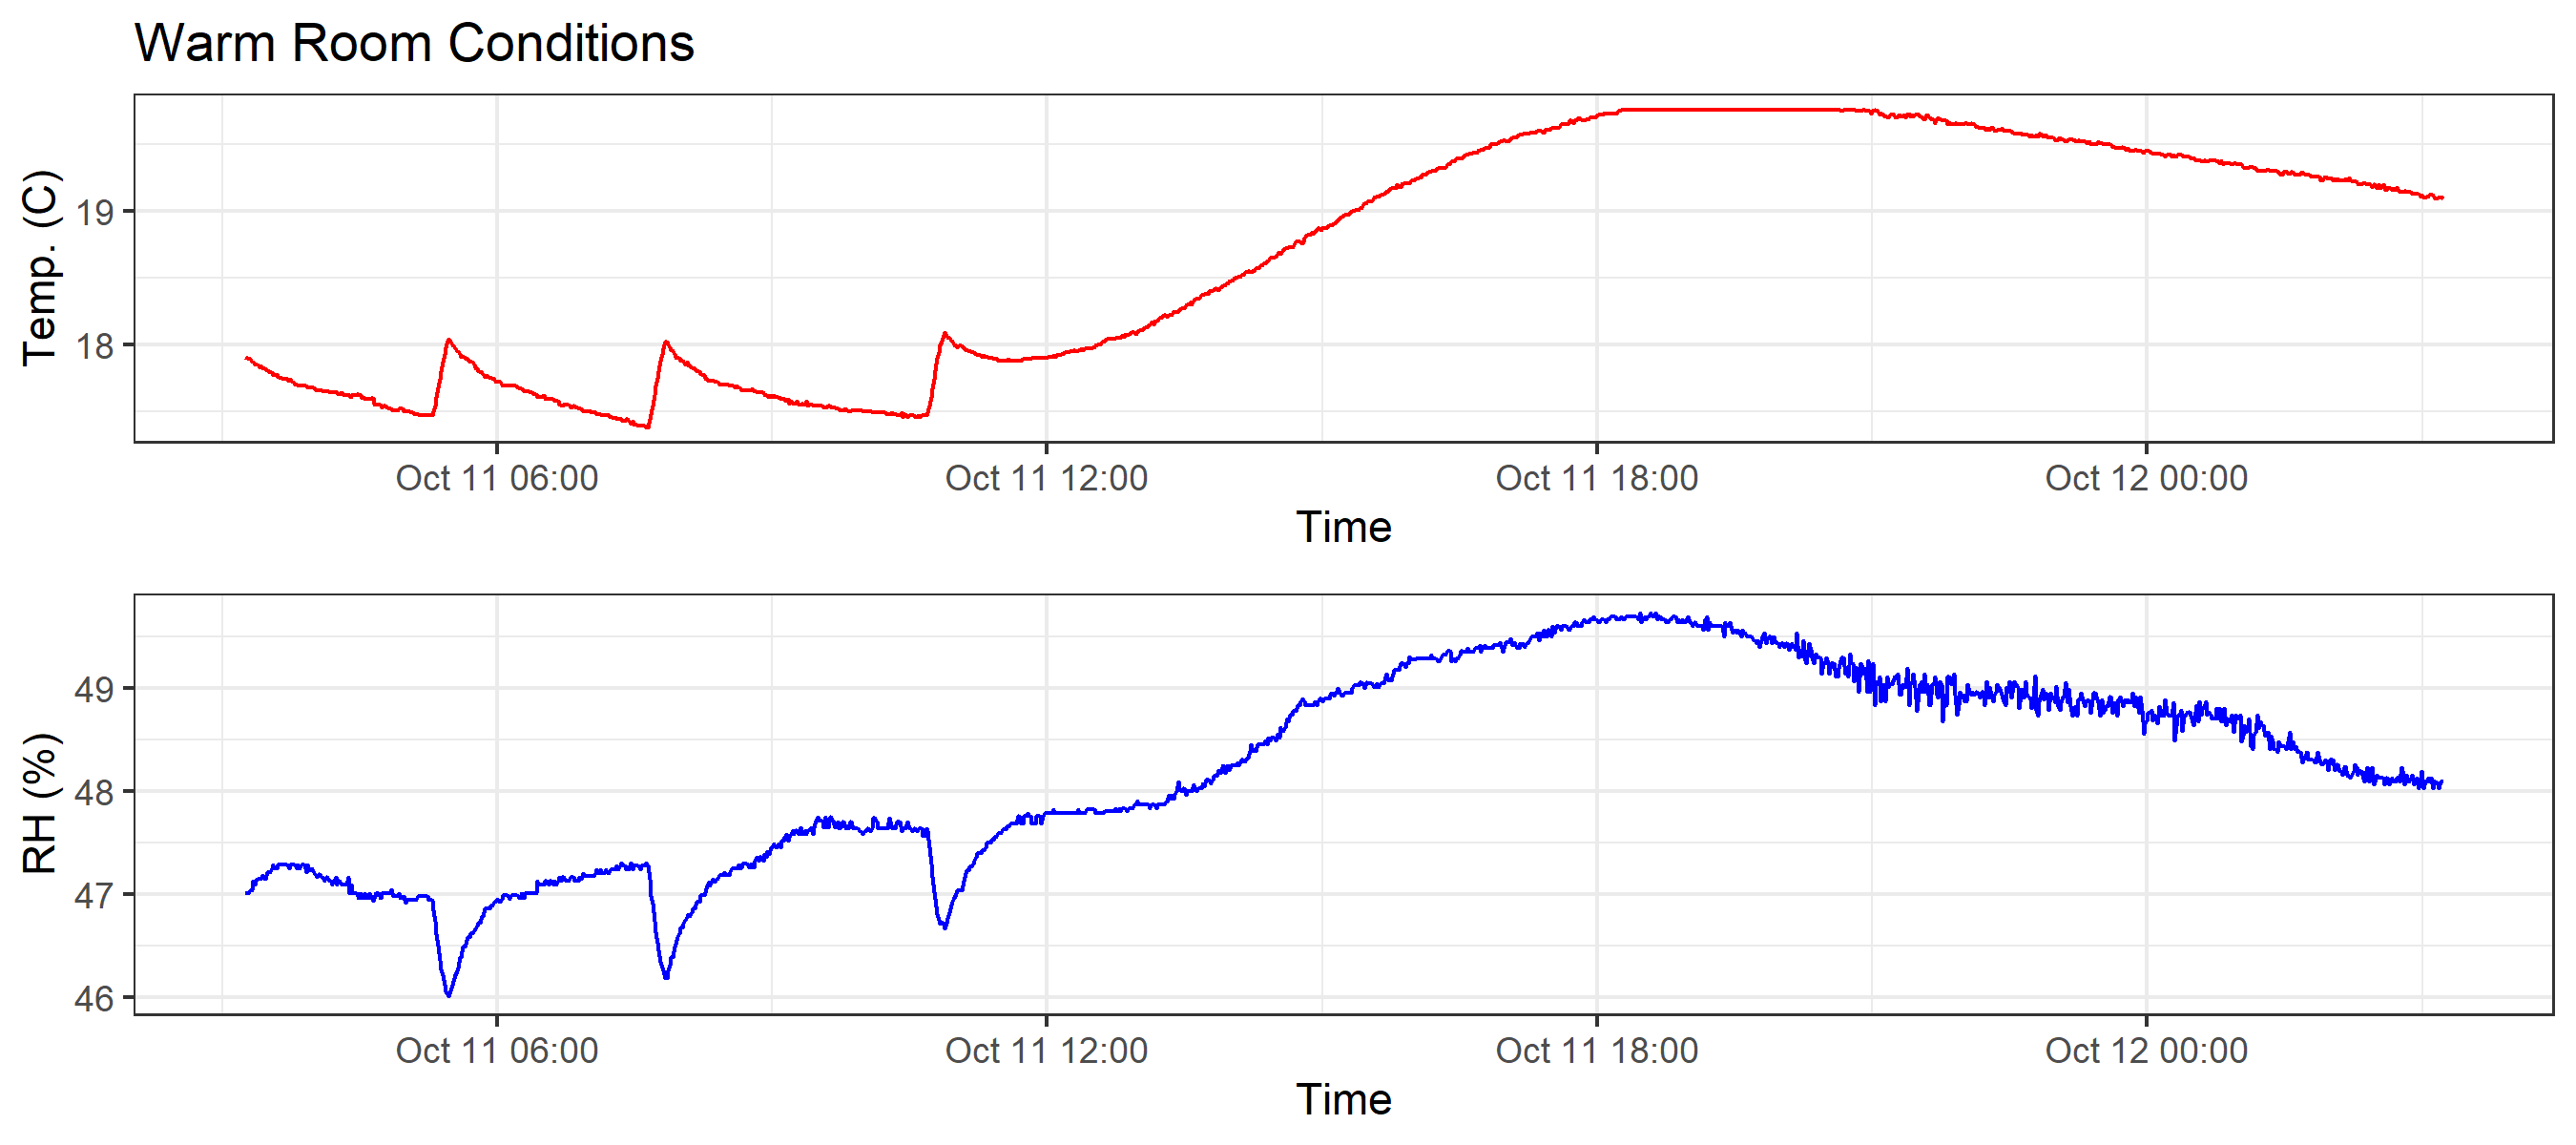 Warm Room Conditions
Temp. (C)
19
18
Oct 11 06:00 Oct 11 12:00 Oct 11 18:00 Oct 12 00:00
Time
RH (%)
49
48
47
46
Oct 11 06:00 Oct 11 12:00 Oct 11 18:00 Oct 12 00:00
Time